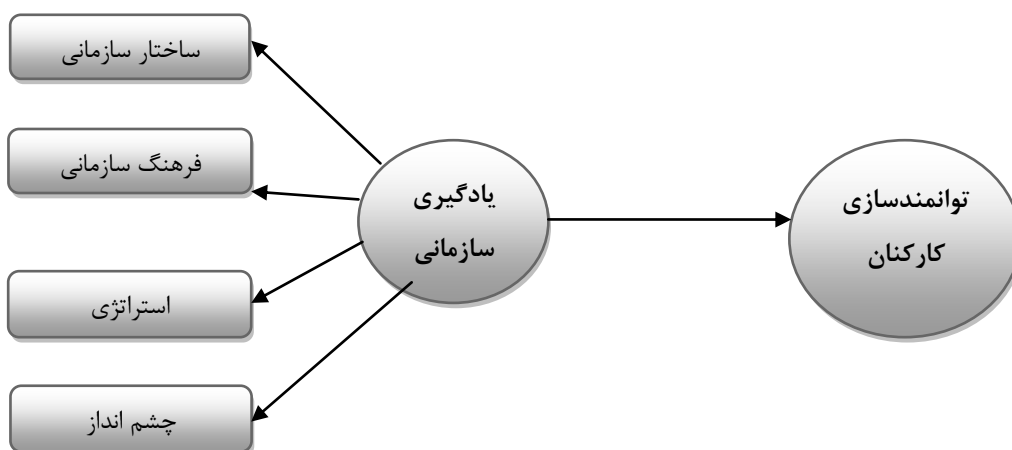 ساختار سازمانی
فرهنگ سازمانی
استراتژی
چشم انداز
یادگیری
سازمانی
توانمندسازی
کارکنان